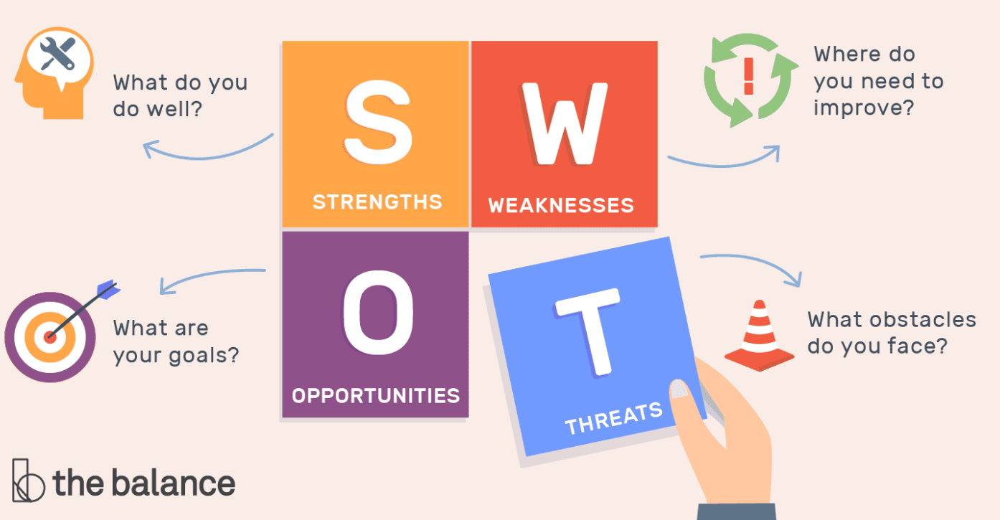 What do you
do well?
S
STRENGTHS
W
WEAKNESSES
Where do
you need to
improve?
What are
your goals?
O
OPPORTUNITIES
T
THREATS
What obstacles
do you face?
the balance